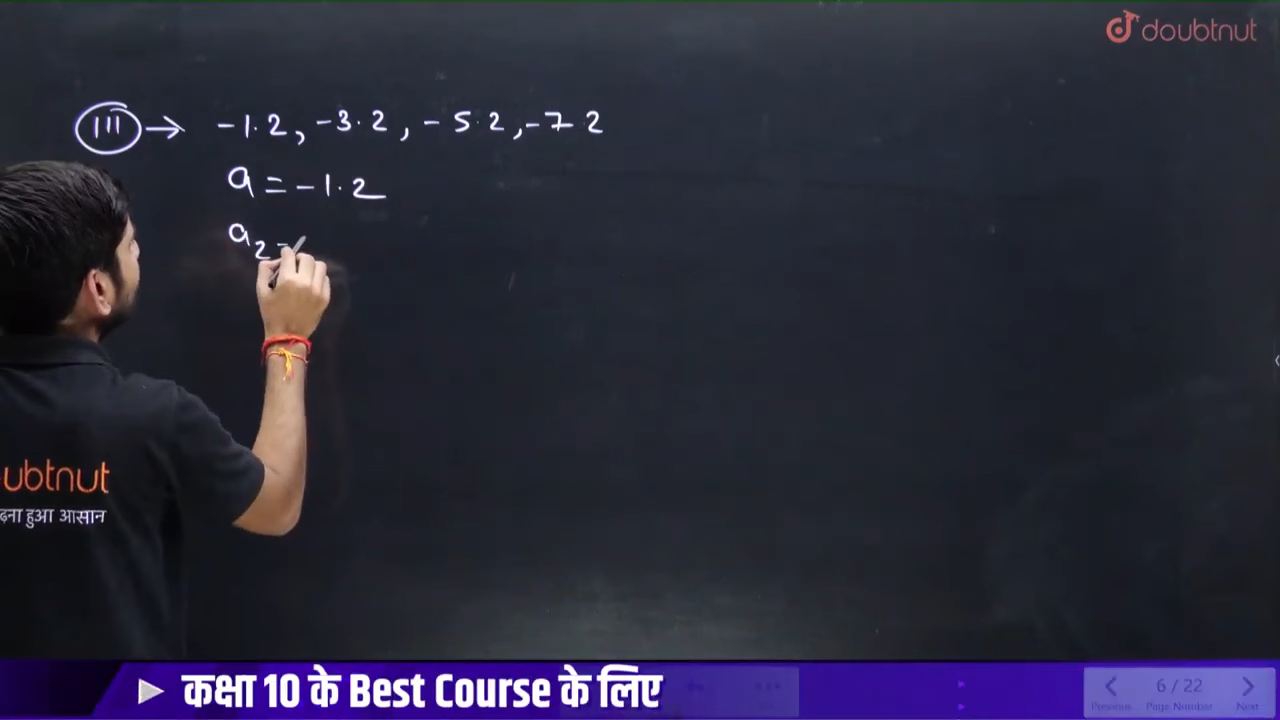 doubtnut
III → -1.2, -3.2, -5.2, -7.2
a = -1.2
a₂ =
ubtnut
ढ़ना हुआ आसान
कक्षा 10 के Best Course के लिए
6 / 22
Previous Page Number Next